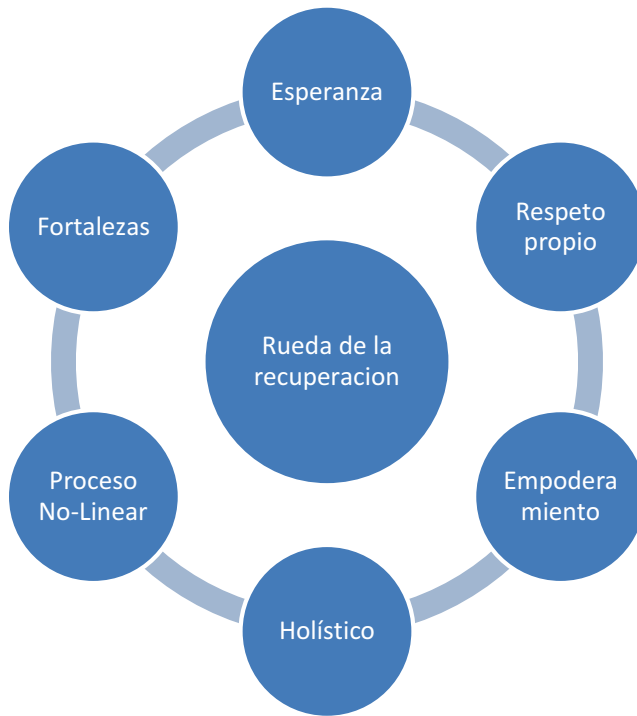 Esperanza
Respeto
propio
Empodera
miento
Holístico
Proceso
No-Linear
Fortalezas
Rueda de la
recuperacion